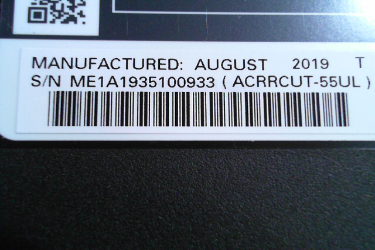 MANUFACTURED: AUGUST 2019 T
S/N ME1A1935100933 ( ACRRCUT-55UL )